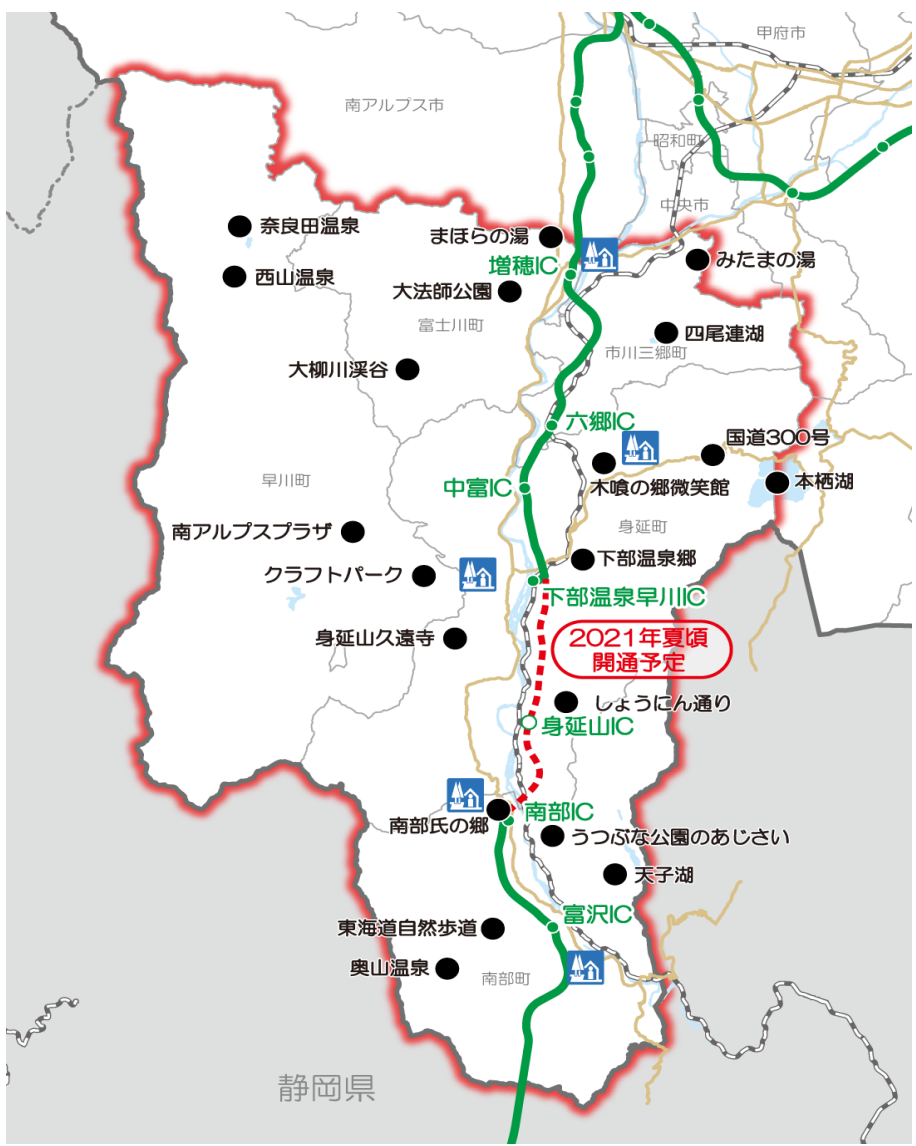 甲府市
南アルプス市
昭和町
中央市
奈良田温泉
まほらの湯
増穂IC
みたまの湯
西山温泉
大法師公園
富士川町
四尾連湖
市川三郷町
大柳川渓谷
六郷IC
国道300号
早川町
中富IC
木喰の郷微笑館
本栖湖
南アルプスプラザ
身延町
下部温泉郷
クラフトパーク
下部温泉早川IC
身延山久遠寺
2021年夏頃
開通予定
しょうにん通り
身延山IC
南部氏の郷
南部IC
うつぶな公園のあじさい
天子湖
富沢IC
東海道自然歩道
奥山温泉
南部町
静岡県